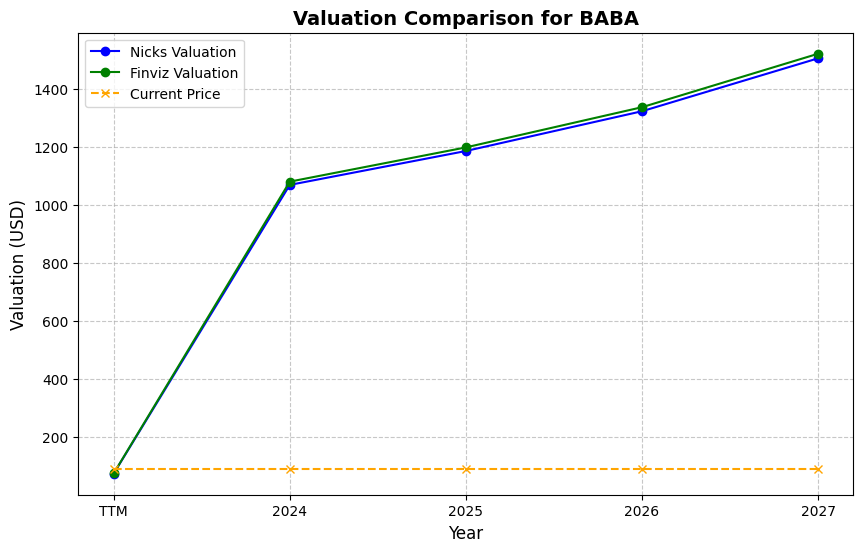 Valuation Comparison for BABA
Nicks Valuation
Finviz Valuation
Current Price
Valuation (USD)
1400
1200
1000
800
600
400
200
TTM
2024
2025
2026
2027
Year